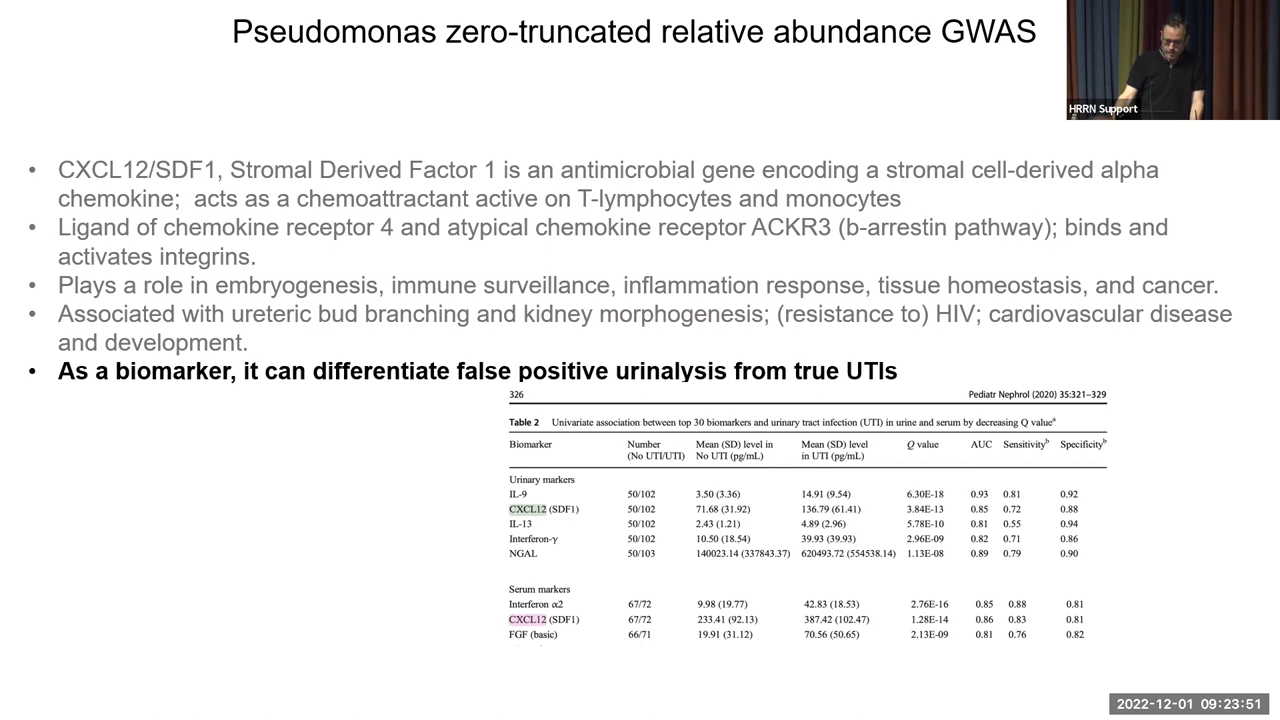 Pseudomonas zero-truncated relative abundance GWAS
HRRN Support
• CXCL12/SDF1, Stromal Derived Factor 1 is an antimicrobial gene encoding a stromal cell-derived alpha
chemokine;  acts as a chemoattractant active on T-lymphocytes and monocytes
• Ligand of chemokine receptor 4 and atypical chemokine receptor ACKR3 (b-arrestin pathway); binds and
activates integrins.
• Plays a role in embryogenesis, immune surveillance, inflammation response, tissue homeostasis, and cancer.
• Associated with ureteric bud branching and kidney morphogenesis; (resistance to) HIV; cardiovascular disease
and development.
• As a biomarker, it can differentiate false positive urinalysis from true UTIs
326 Pediatr Nephrol (2020) 35:321–329
Table 2 Univariate association between top 30 biomarkers and urinary tract infection (UTI) in urine and serum by decreasing Q valueᵃ
Biomarker Number Mean (SD) level in Mean (SD) level Q value AUC Sensitivityᵇ Specificityᵇ
(No UTI/UTI) No UTI (pg/mL) in UTI (pg/mL)
Urinary markers
IL-9 50/102 3.50 (3.36) 14.91 (9.54) 6.30E-18 0.93 0.81 0.92
CXCL12 (SDF1) 50/102 71.68 (31.92) 136.79 (61.41) 3.84E-13 0.85 0.72 0.88
IL-13 50/102 2.43 (1.21) 4.89 (2.96) 5.78E-10 0.81 0.55 0.94
Interferon-γ 50/102 10.50 (18.54) 39.93 (39.93) 2.96E-09 0.82 0.71 0.86
NGAL 50/103 140023.14 (337843.37) 620493.72 (554538.14) 1.13E-08 0.89 0.79 0.90
Serum markers
Interferon α2 67/72 9.98 (19.77) 42.83 (18.53) 2.76E-16 0.85 0.88 0.81
CXCL12 (SDF1) 67/72 233.41 (92.13) 387.42 (102.47) 1.28E-14 0.86 0.83 0.81
FGF (basic) 66/71 19.91 (31.12) 70.56 (50.65) 2.13E-09 0.81 0.76 0.82
2022-12-01 09:23:51